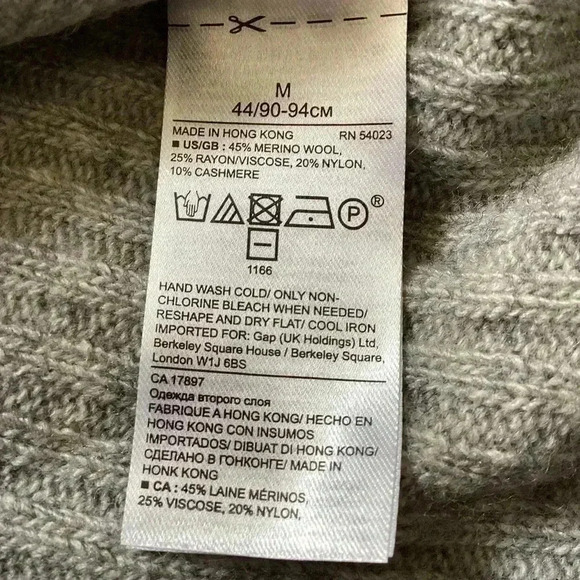 M
44/90-94см
MADE IN HONG KONG RN 54023
■ US/GB : 45% MERINO WOOL,
25% RAYON/VISCOSE, 20% NYLON,
10% CASHMERE
P ®
1166
HAND WASH COLD/ ONLY NON-
CHLORINE BLEACH WHEN NEEDED/
RESHAPE AND DRY FLAT/ COOL IRON
IMPORTED FOR: Gap (UK Holdings) Ltd,
Berkeley Square House / Berkeley Square,
London W1J 6BS
CA 17897
Одежда второго слоя
FABRIQUE A HONG KONG/ HECHO EN
HONG KONG CON INSUMOS
IMPORTADOS/ DIBUAT DI HONG KONG/
СДЕЛАНО В ГОНКОНГЕ/ MADE IN
HONK KONG
■ CA : 45% LAINE MÉRINOS,
25% VISCOSE, 20% NYLON,